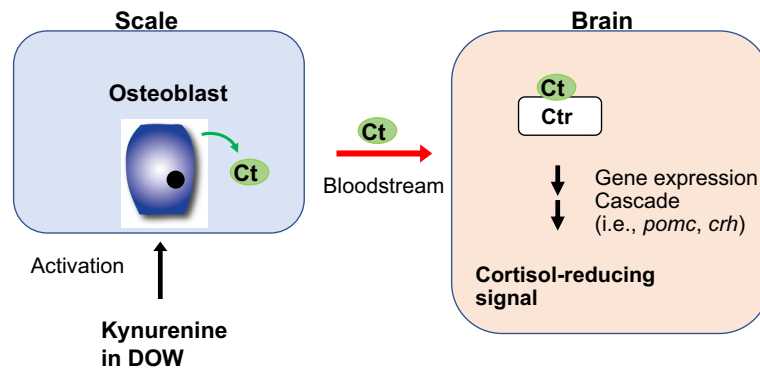 Scale
Osteoblast
Ct
Activation
Kynurenine
in DOW
Ct
Bloodstream
Brain
Ct
Ctr
Gene expression
Cascade
(i.e., pomc, crh)
Cortisol-reducing
signal